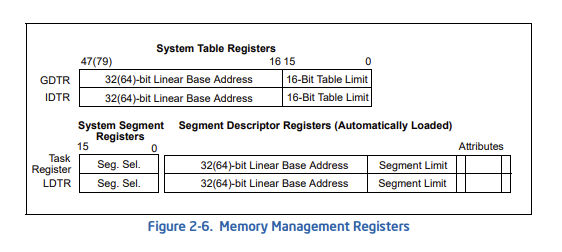 System Table Registers
47(79) 16 15 0
GDTR 32(64)-bit Linear Base Address 16-Bit Table Limit
IDTR 32(64)-bit Linear Base Address 16-Bit Table Limit
System Segment Registers Segment Descriptor Registers (Automatically Loaded)
15 0 Attributes
Task Register Seg. Sel. 32(64)-bit Linear Base Address Segment Limit
LDTR Seg. Sel. 32(64)-bit Linear Base Address Segment Limit
Figure 2-6. Memory Management Registers